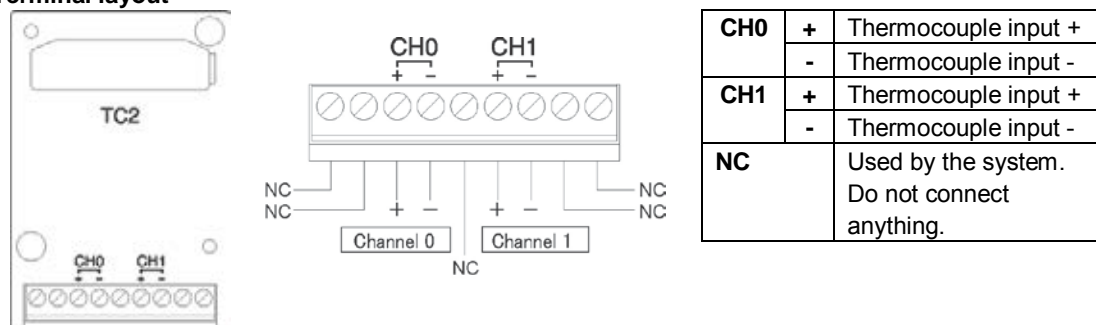 Terminal layout
TC2
CH0 CH1
+ - + -
CH0 CH1
+ − + −
NC NC
NC NC
+ − + −
Channel 0 Channel 1
NC
CH0 + Thermocouple input +
- Thermocouple input -
CH1 + Thermocouple input +
- Thermocouple input -
NC Used by the system.
Do not connect
anything.